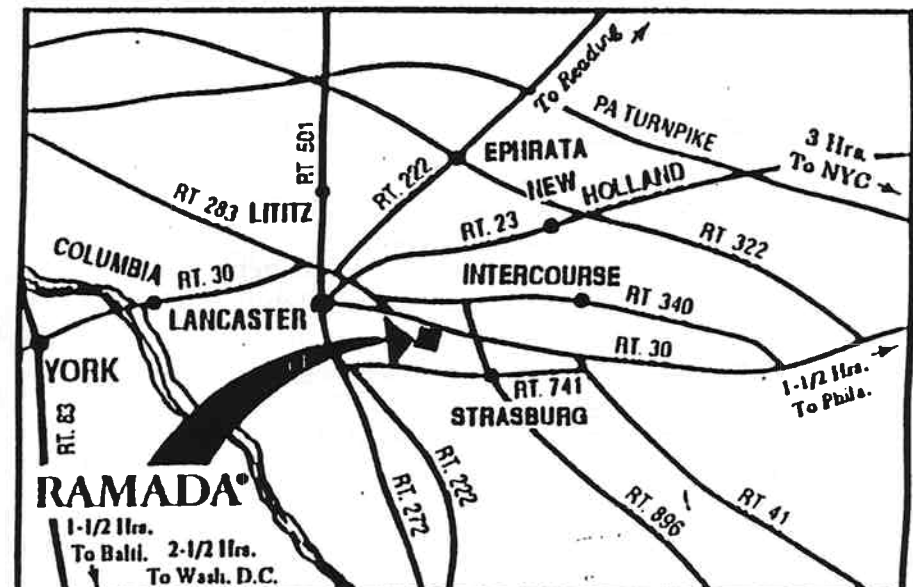 To Reading
PA TURNPIKE
3 Hrs.
To NYC
RT 501
EPHRATA
RT. 222
NEW HOLLAND
RT 283
LITITZ
RT. 23
RT 322
COLUMBIA
RT. 30
INTERCOURSE
RT 340
LANCASTER
RT. 30
YORK
RT. 741
STRASBURG
1-1/2 Hrs.
To Phila.
RT. 83
RAMADA®
RT. 272
RT. 222
RT. 896
RT 41
1-1/2 Hrs.
To Balti.
2-1/2 Hrs.
To Wash. D.C.